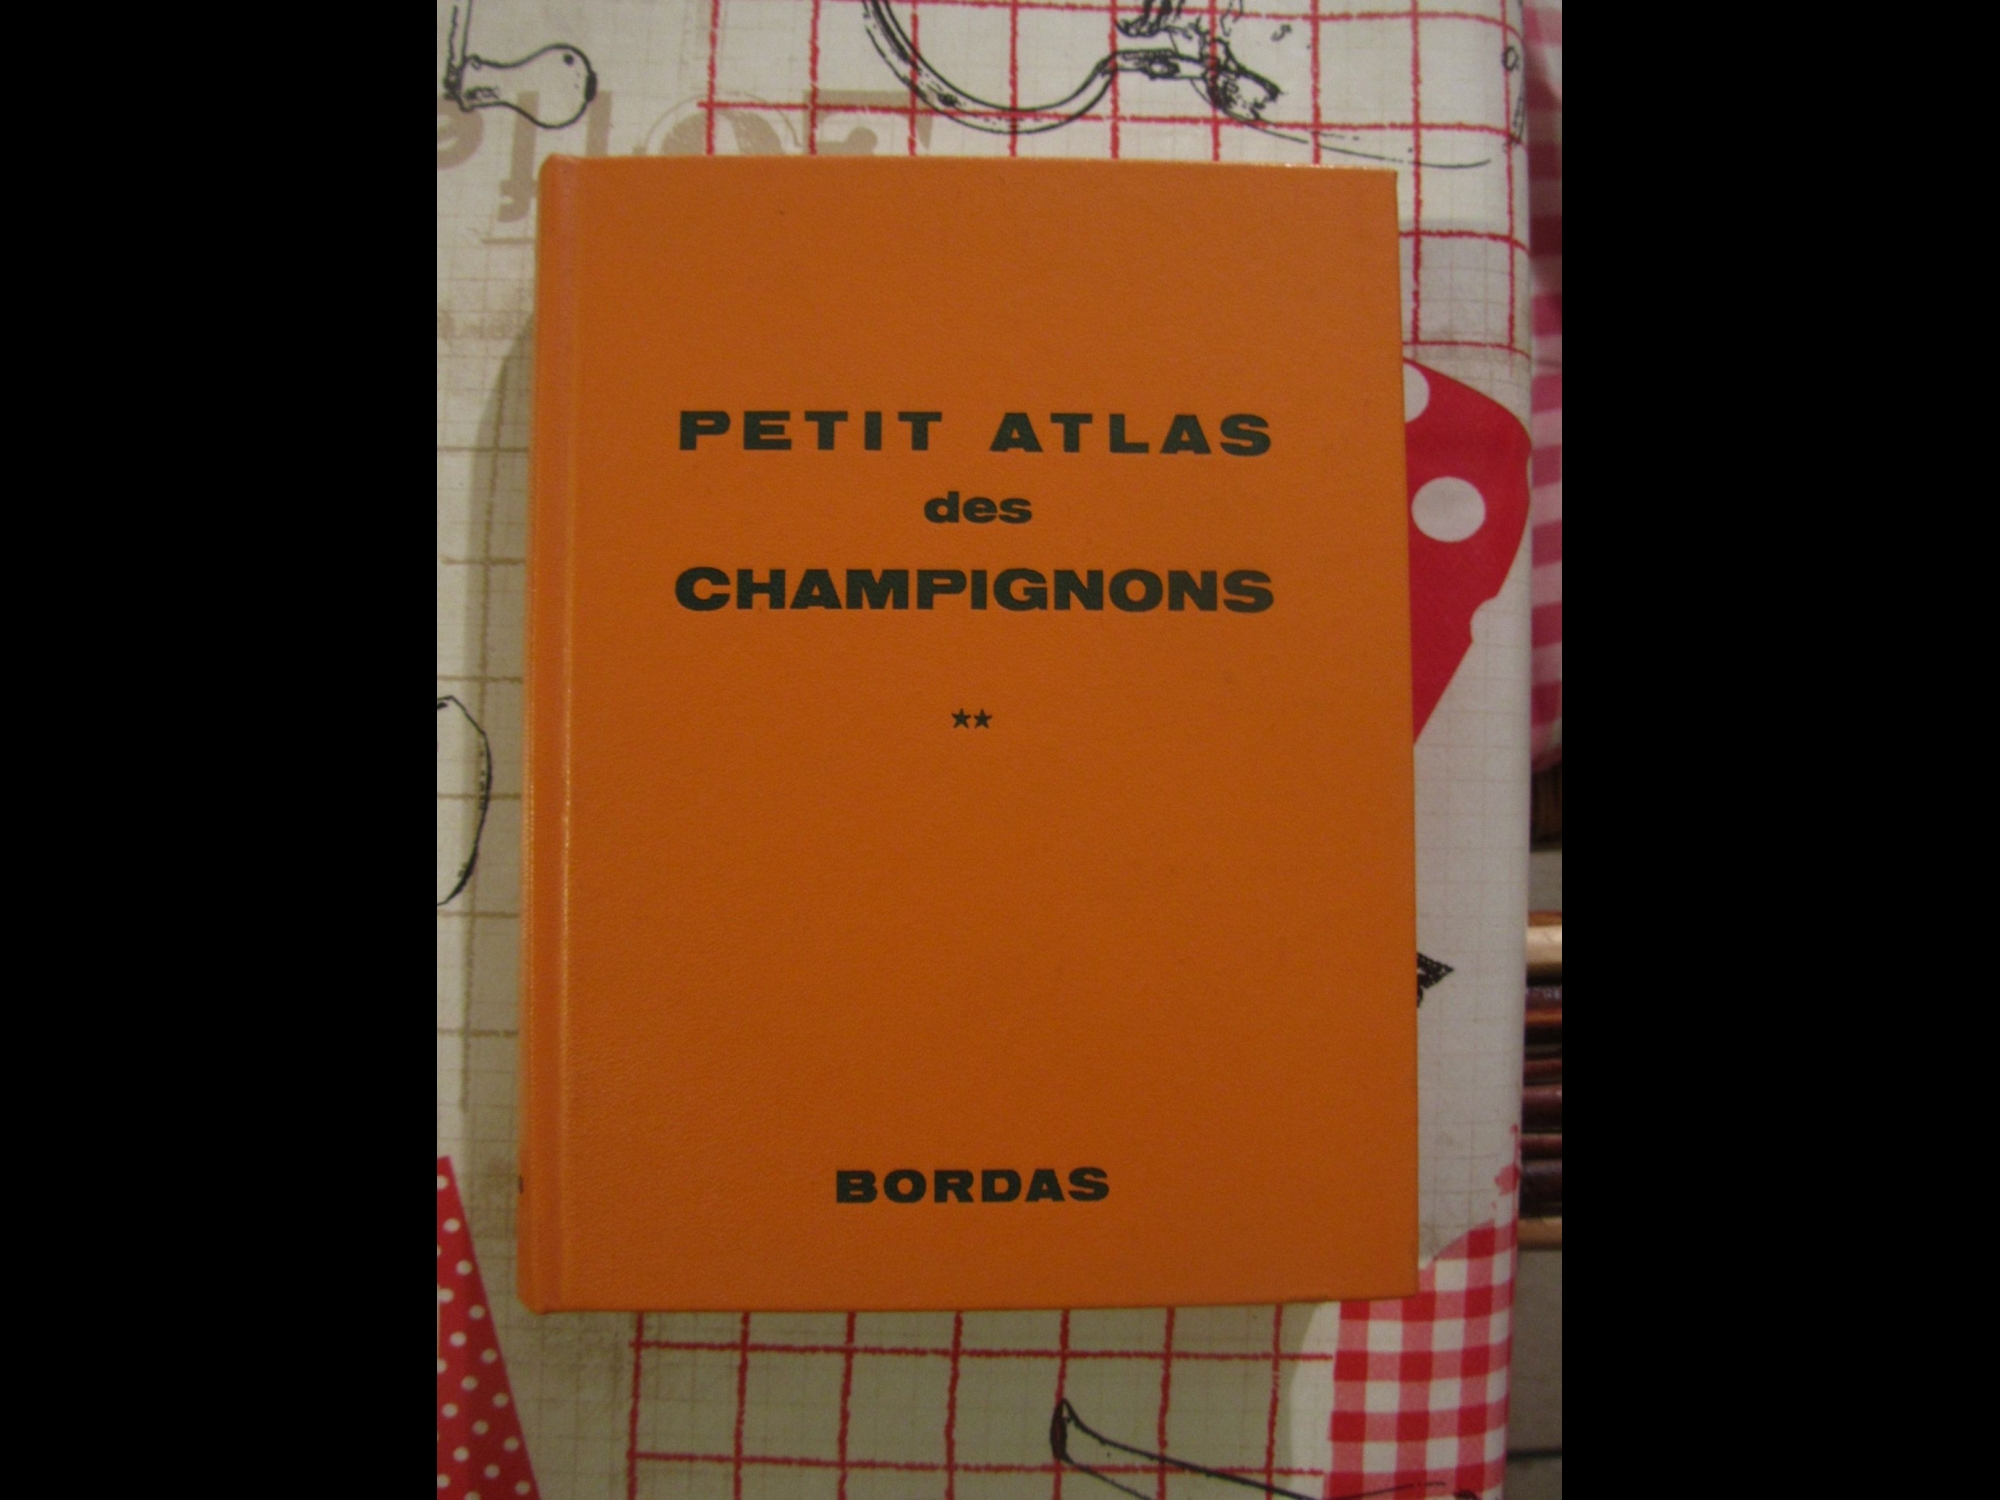 PETIT ATLAS
des
CHAMPIGNONS
**
BORDAS